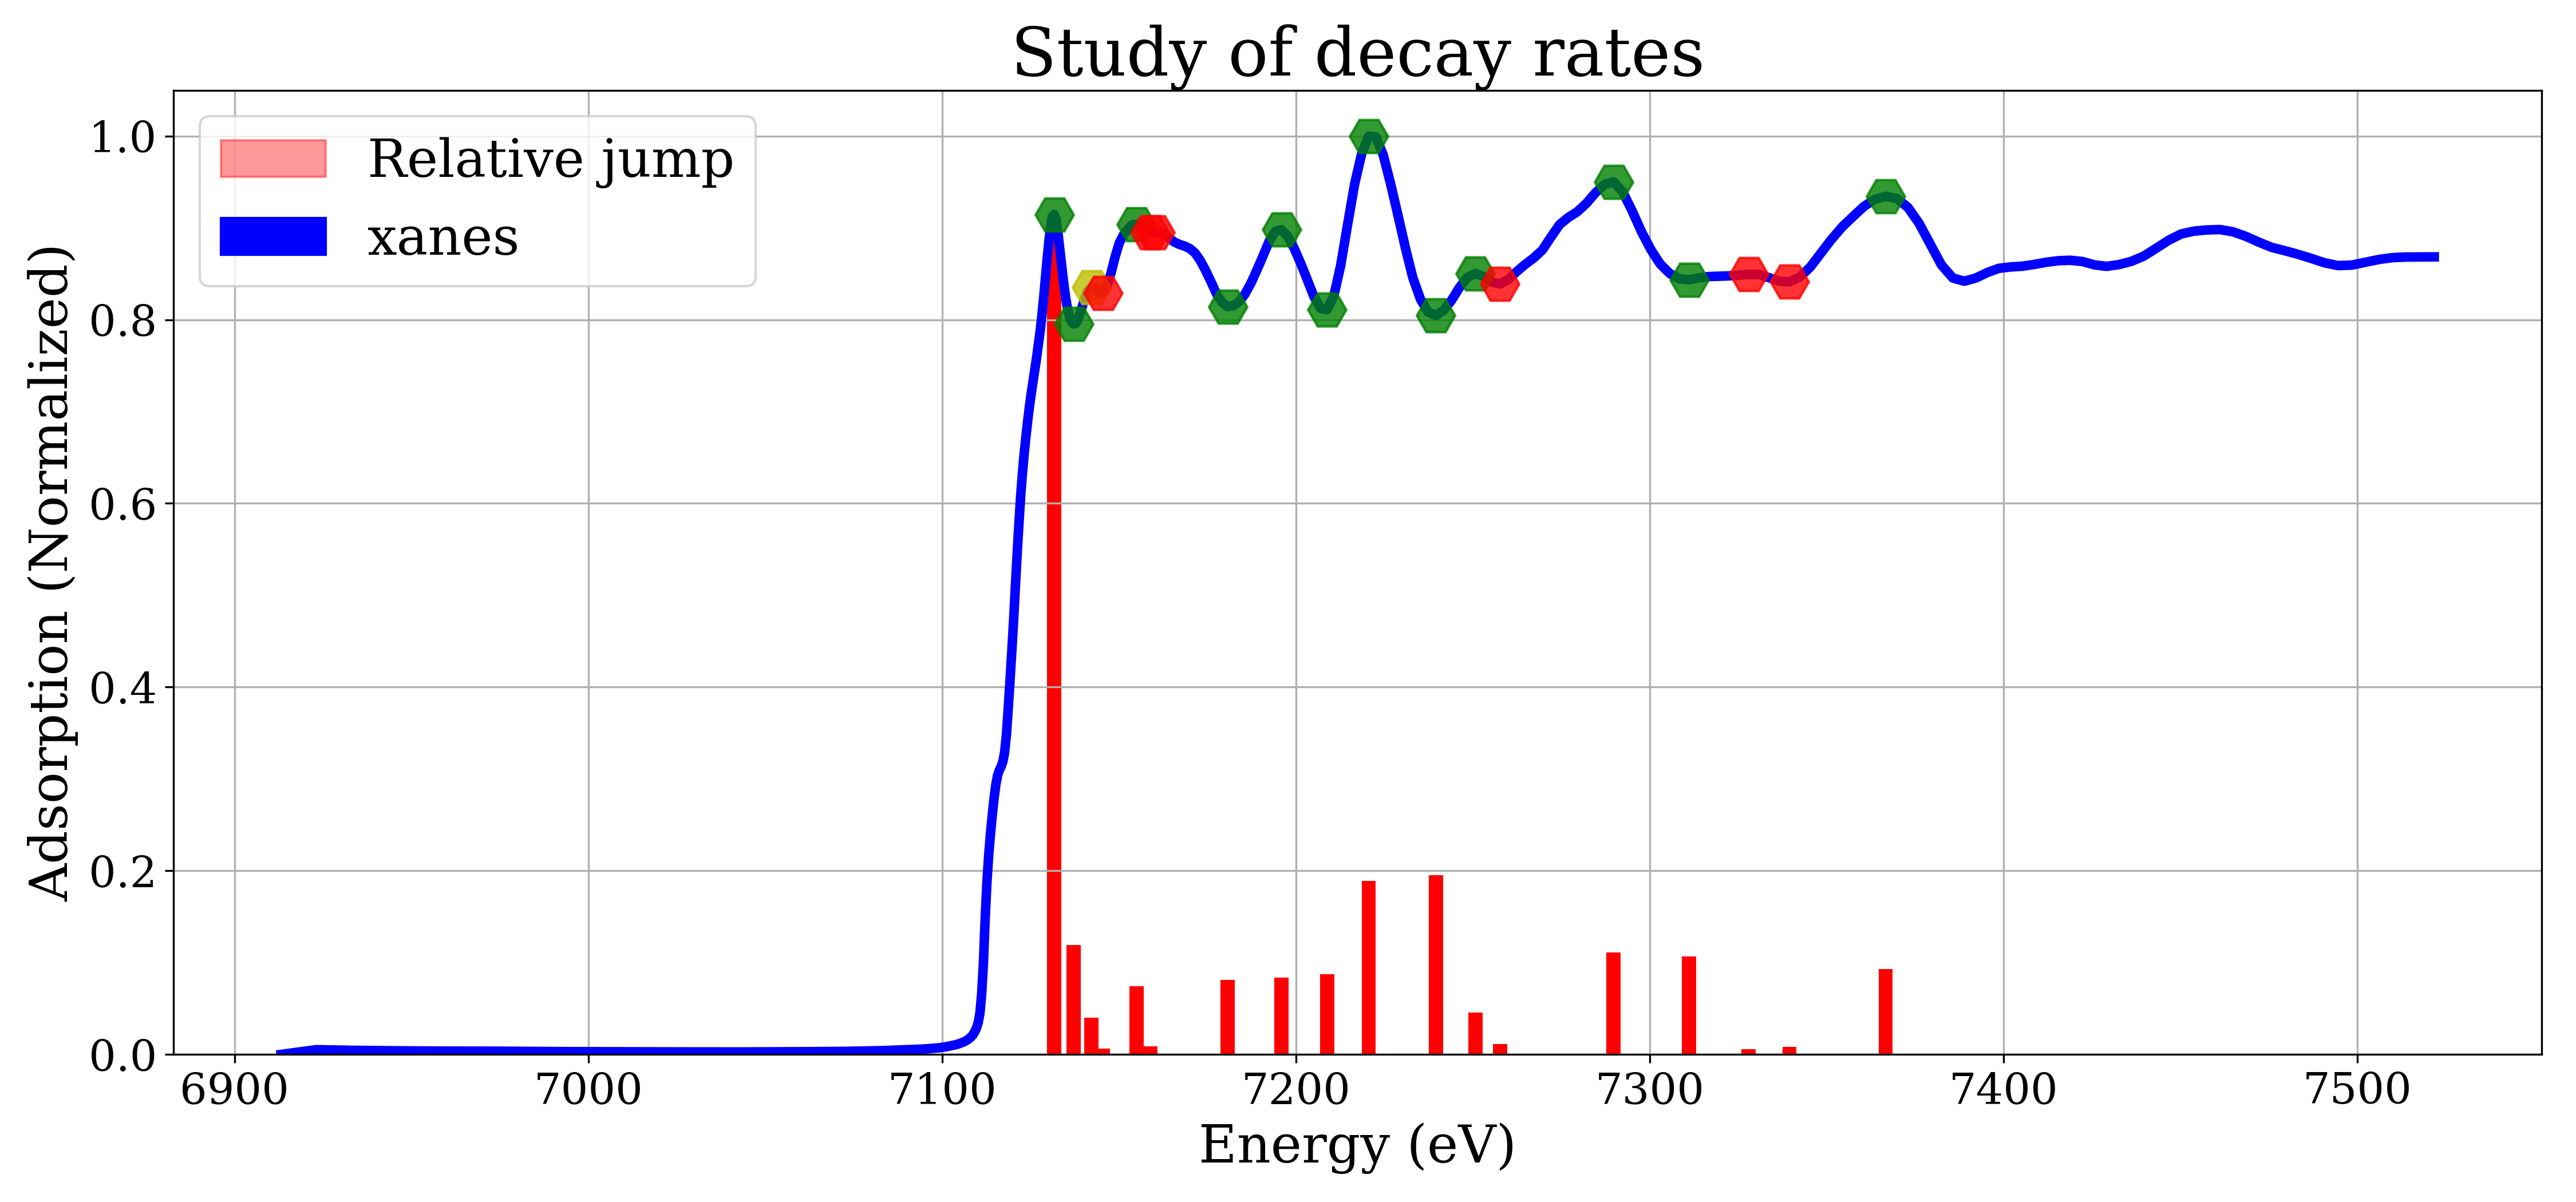 Study of decay rates
Relative jump
xanes
Adsorption (Normalized)
1.0
0.8
0.6
0.4
0.2
0.0
6900 7000 7100 7200 7300 7400 7500
Energy (eV)